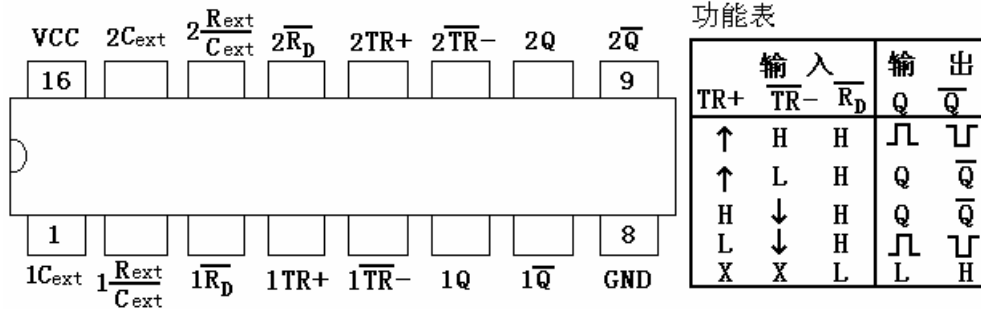 功能表
VCC 2Cext 2Rext/Cext 2R̅D̅ 2TR+ 2T̅R̅- 2Q 2Q̅
16 9
1 8
1Cext 1Rext/Cext 1R̅D̅ 1TR+ 1T̅R̅- 1Q 1Q̅ GND
输 入 输 出
TR+ T̅R̅- R̅D̅ Q Q̅
↑ H H
↑ L H Q Q̅
H ↓ H Q Q̅
L ↓ H
X X L L H